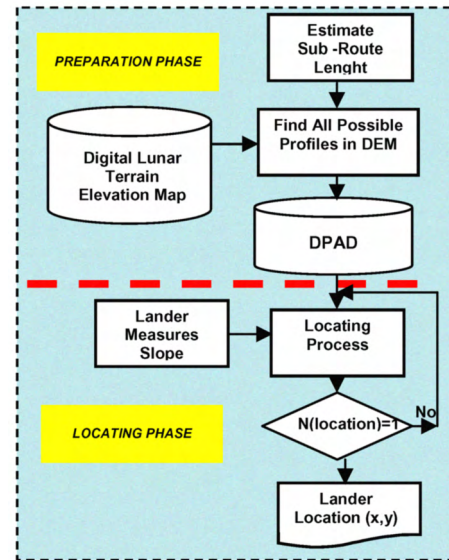 Estimate
Sub -Route
Lenght
PREPARATION PHASE
Find All Possible
Profiles in DEM
Digital Lunar
Terrain
Elevation Map
DPAD
Lander
Measures
Slope
Locating
Process
N(location)=1
No
LOCATING PHASE
Lander
Location (x,y)